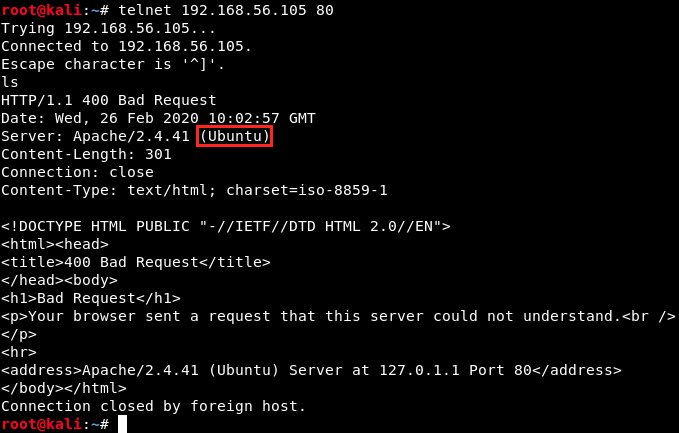 root@kali:~# telnet 192.168.56.105 80
Trying 192.168.56.105...
Connected to 192.168.56.105.
Escape character is '^]'.
ls
HTTP/1.1 400 Bad Request
Date: Wed, 26 Feb 2020 10:02:57 GMT
Server: Apache/2.4.41 (Ubuntu)
Content-Length: 301
Connection: close
Content-Type: text/html; charset=iso-8859-1

<!DOCTYPE HTML PUBLIC "-//IETF//DTD HTML 2.0//EN">
<html><head>
<title>400 Bad Request</title>
</head><body>
<h1>Bad Request</h1>
<p>Your browser sent a request that this server could not understand.<br />
</p>
<hr>
<address>Apache/2.4.41 (Ubuntu) Server at 127.0.1.1 Port 80</address>
</body></html>
Connection closed by foreign host.
root@kali:~#